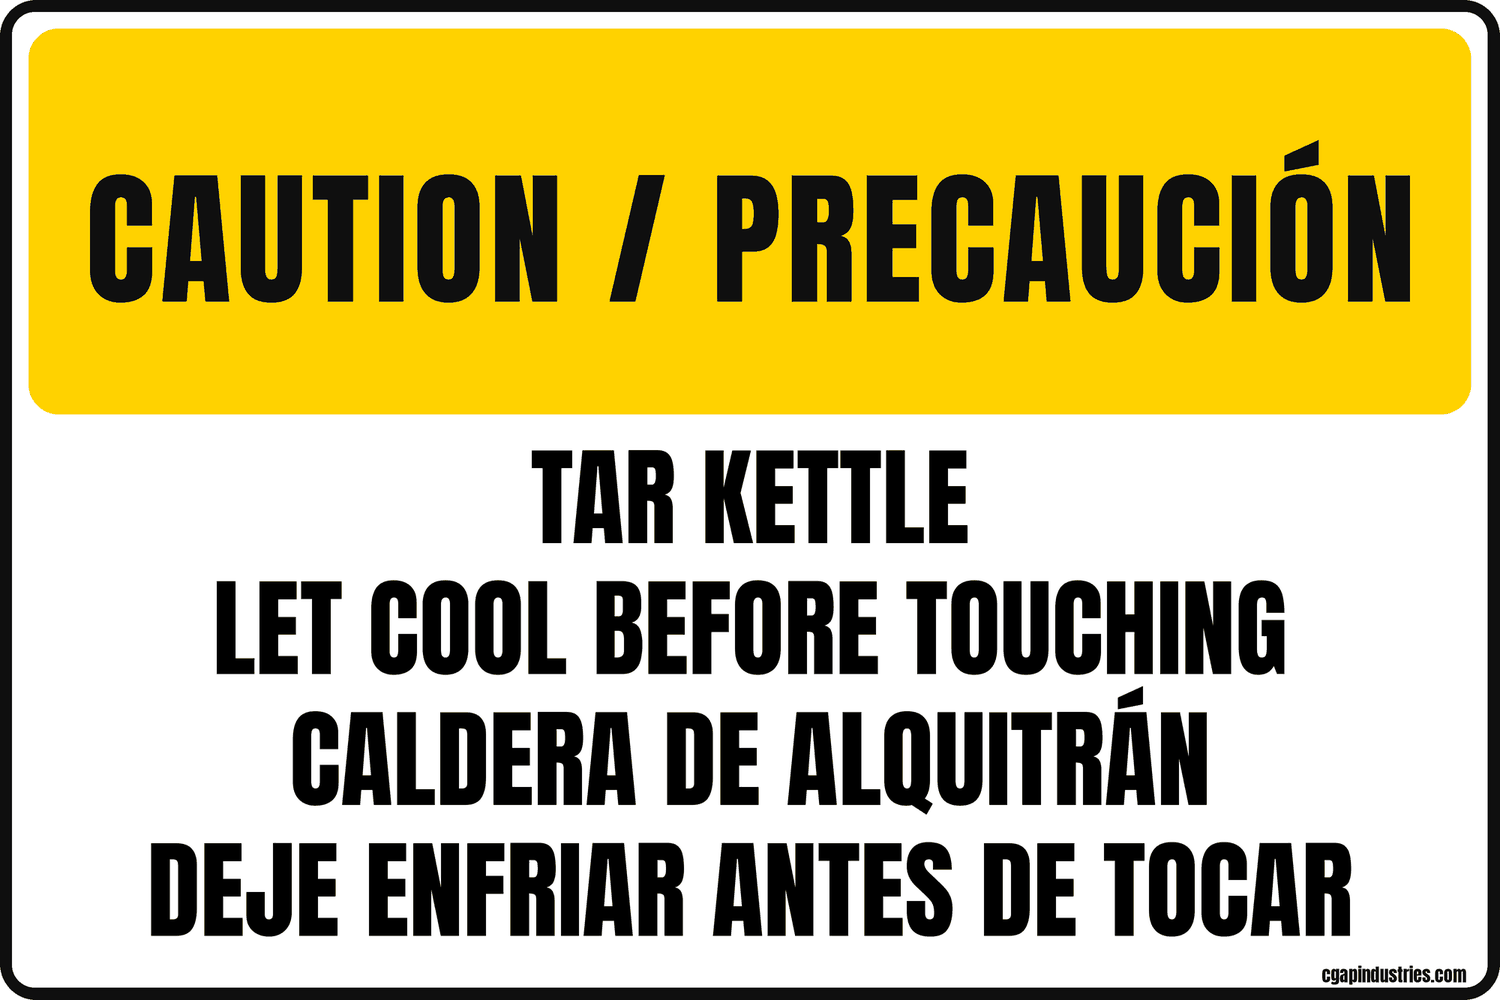 CAUTION / PRECAUCIÓN
TAR KETTLE
LET COOL BEFORE TOUCHING
CALDERA DE ALQUITRÁN
DEJE ENFRIAR ANTES DE TOCAR
cgapindustries.com